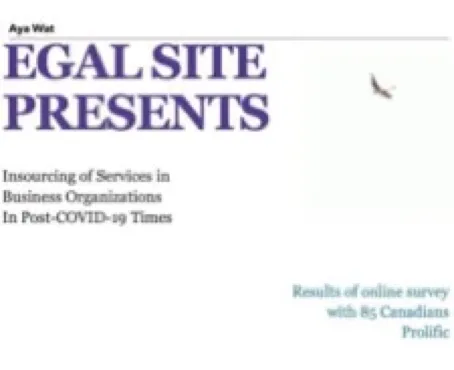 Aya Wat
EGAL SITE
PRESENTS
Insourcing of Services in
Business Organizations
In Post-COVID-19 Times
Results of online survey
with 85 Canadians
Prolific